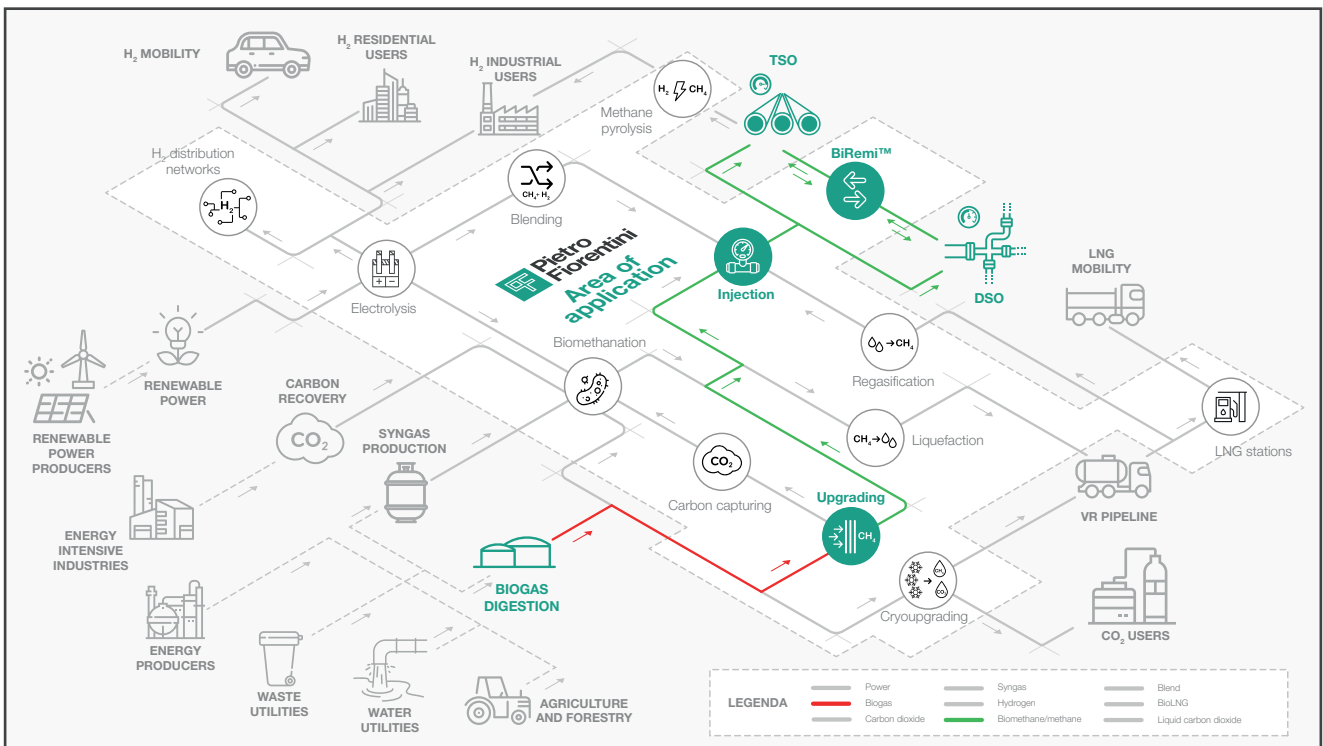 H₂ MOBILITY
H₂ RESIDENTIAL
USERS
H₂ INDUSTRIAL
USERS
TSO
H₂ CH₄
Methane
pyrolysis
BiRemi™
H₂ distribution
networks
H₂
CH₄+ H₂
Blending
Pietro
Fiorentini
Area of
application
Injection
DSO
LNG
MOBILITY
+ −
Electrolysis
Biomethanation
→CH₄
Regasification
RENEWABLE
POWER
RENEWABLE
POWER
PRODUCERS
CARBON
RECOVERY
CO₂
SYNGAS
PRODUCTION
CH₄→
Liquefaction
LNG stations
CO₂
Carbon capturing
Upgrading
CH₄
VR PIPELINE
ENERGY
INTENSIVE
INDUSTRIES
BIOGAS
DIGESTION
CH₄
CO₂
Cryoupgrading
CO₂ USERS
ENERGY
PRODUCERS
WASTE
UTILITIES
WATER
UTILITIES
AGRICULTURE
AND FORESTRY
LEGENDA
Power
Biogas
Carbon dioxide
Syngas
Hydrogen
Biomethane/methane
Blend
BioLNG
Liquid carbon dioxide